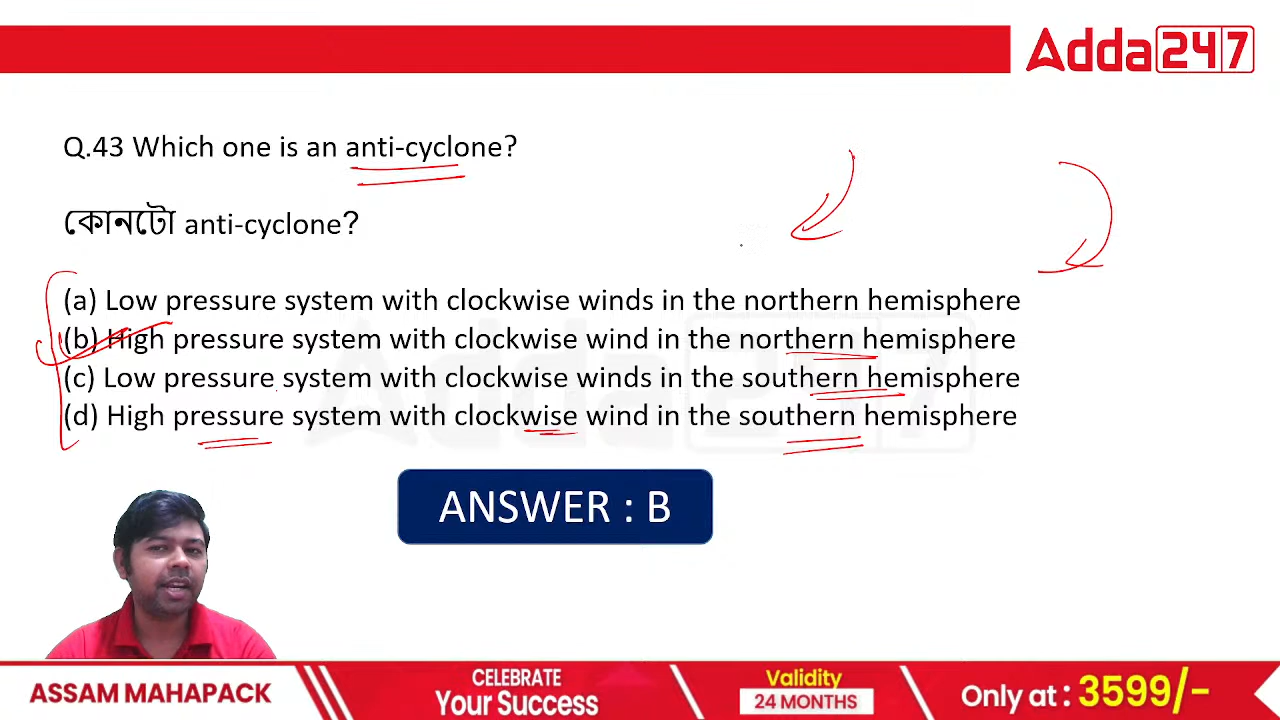 Adda247
Q.43 Which one is an anti-cyclone?
কোনটো anti-cyclone?
(a) Low pressure system with clockwise winds in the northern hemisphere
(b) High pressure system with clockwise wind in the northern hemisphere
(c) Low pressure system with clockwise winds in the southern hemisphere
(d) High pressure system with clockwise wind in the southern hemisphere
ANSWER : B
ASSAM MAHAPACK
CELEBRATE
Your Success
Validity
24 MONTHS
Only at : 3599/-